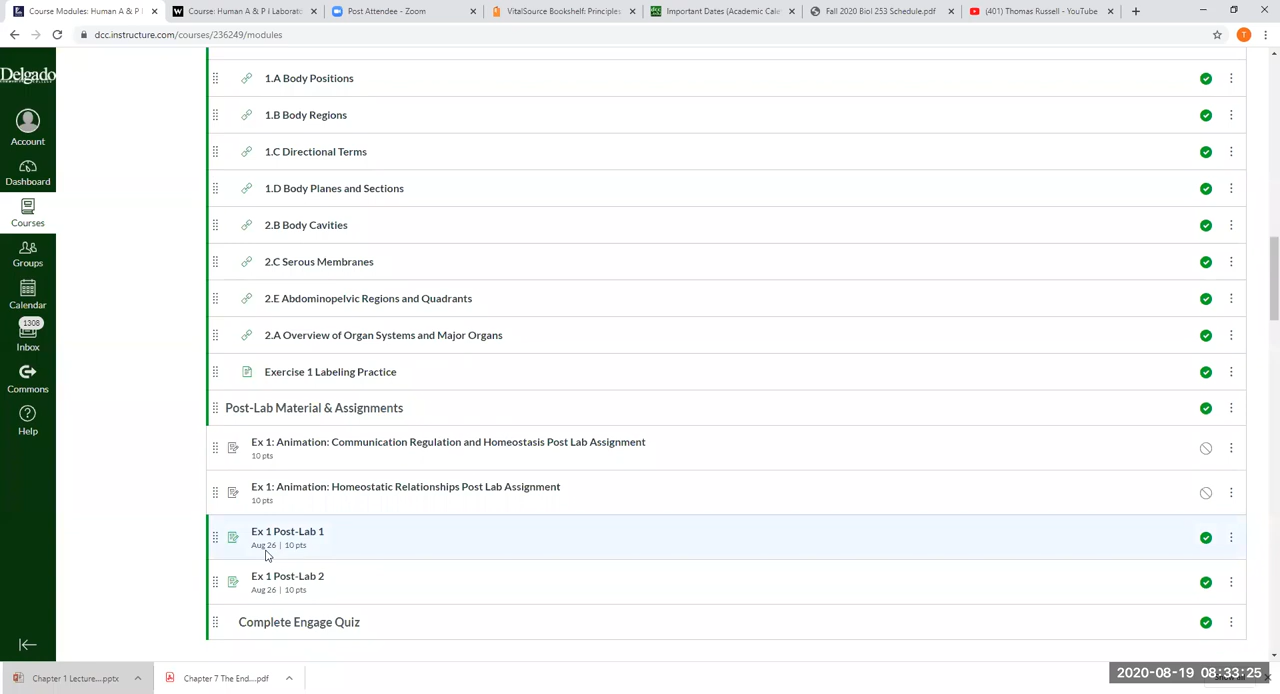 Course Modules: Human A & P I
Course: Human A & P I Laborato
Post Attendee - Zoom
VitalSource Bookshelf: Principles
Important Dates (Academic Cale
Fall 2020 Biol 253 Schedule.pdf
(401) Thomas Russell - YouTube
dcc.instructure.com/courses/236249/modules
T
Delgado
Account
Dashboard
Courses
Groups
Calendar
1308
Inbox
Commons
Help
1.A Body Positions
1.B Body Regions
1.C Directional Terms
1.D Body Planes and Sections
2.B Body Cavities
2.C Serous Membranes
2.E Abdominopelvic Regions and Quadrants
2.A Overview of Organ Systems and Major Organs
Exercise 1 Labeling Practice
Post-Lab Material & Assignments
Ex 1: Animation: Communication Regulation and Homeostasis Post Lab Assignment
10 pts
Ex 1: Animation: Homeostatic Relationships Post Lab Assignment
10 pts
Ex 1 Post-Lab 1
Aug 26 | 10 pts
Ex 1 Post-Lab 2
Aug 26 | 10 pts
Complete Engage Quiz
Chapter 1 Lecture....pptx
Chapter 7 The End....pdf
2020-08-19 08:33:25